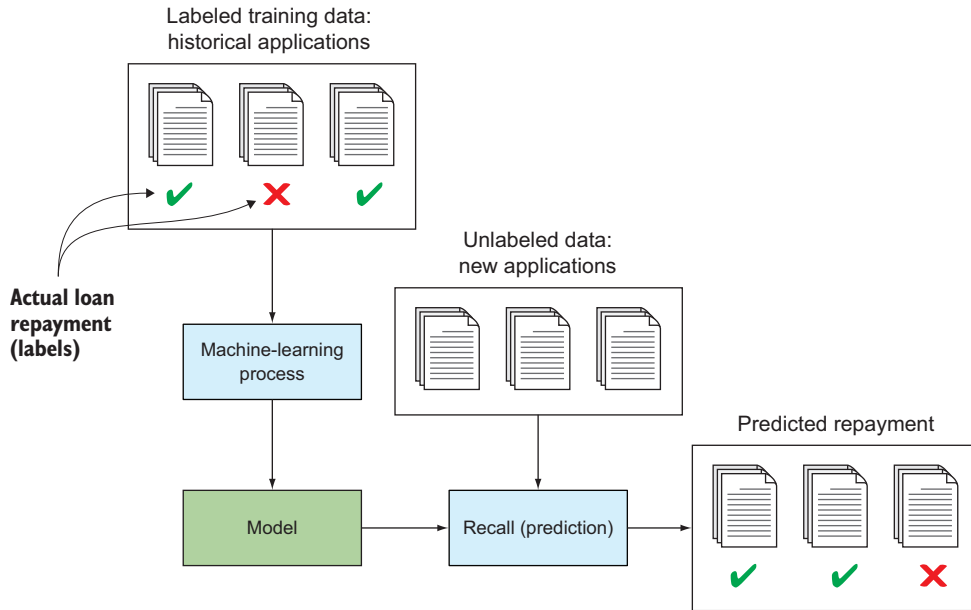 Labeled training data:
historical applications
Unlabeled data:
new applications
Actual loan
repayment
(labels)
Machine-learning
process
Predicted repayment
Model
Recall (prediction)